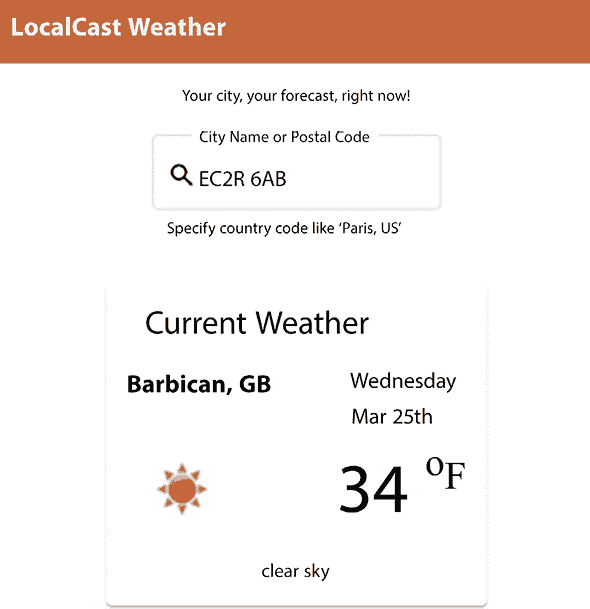 LocalCast Weather
Your city, your forecast, right now!
City Name or Postal Code
EC2R 6AB
Specify country code like ‘Paris, US’
Current Weather
Barbican, GB
Wednesday
Mar 25th
34 °F
clear sky